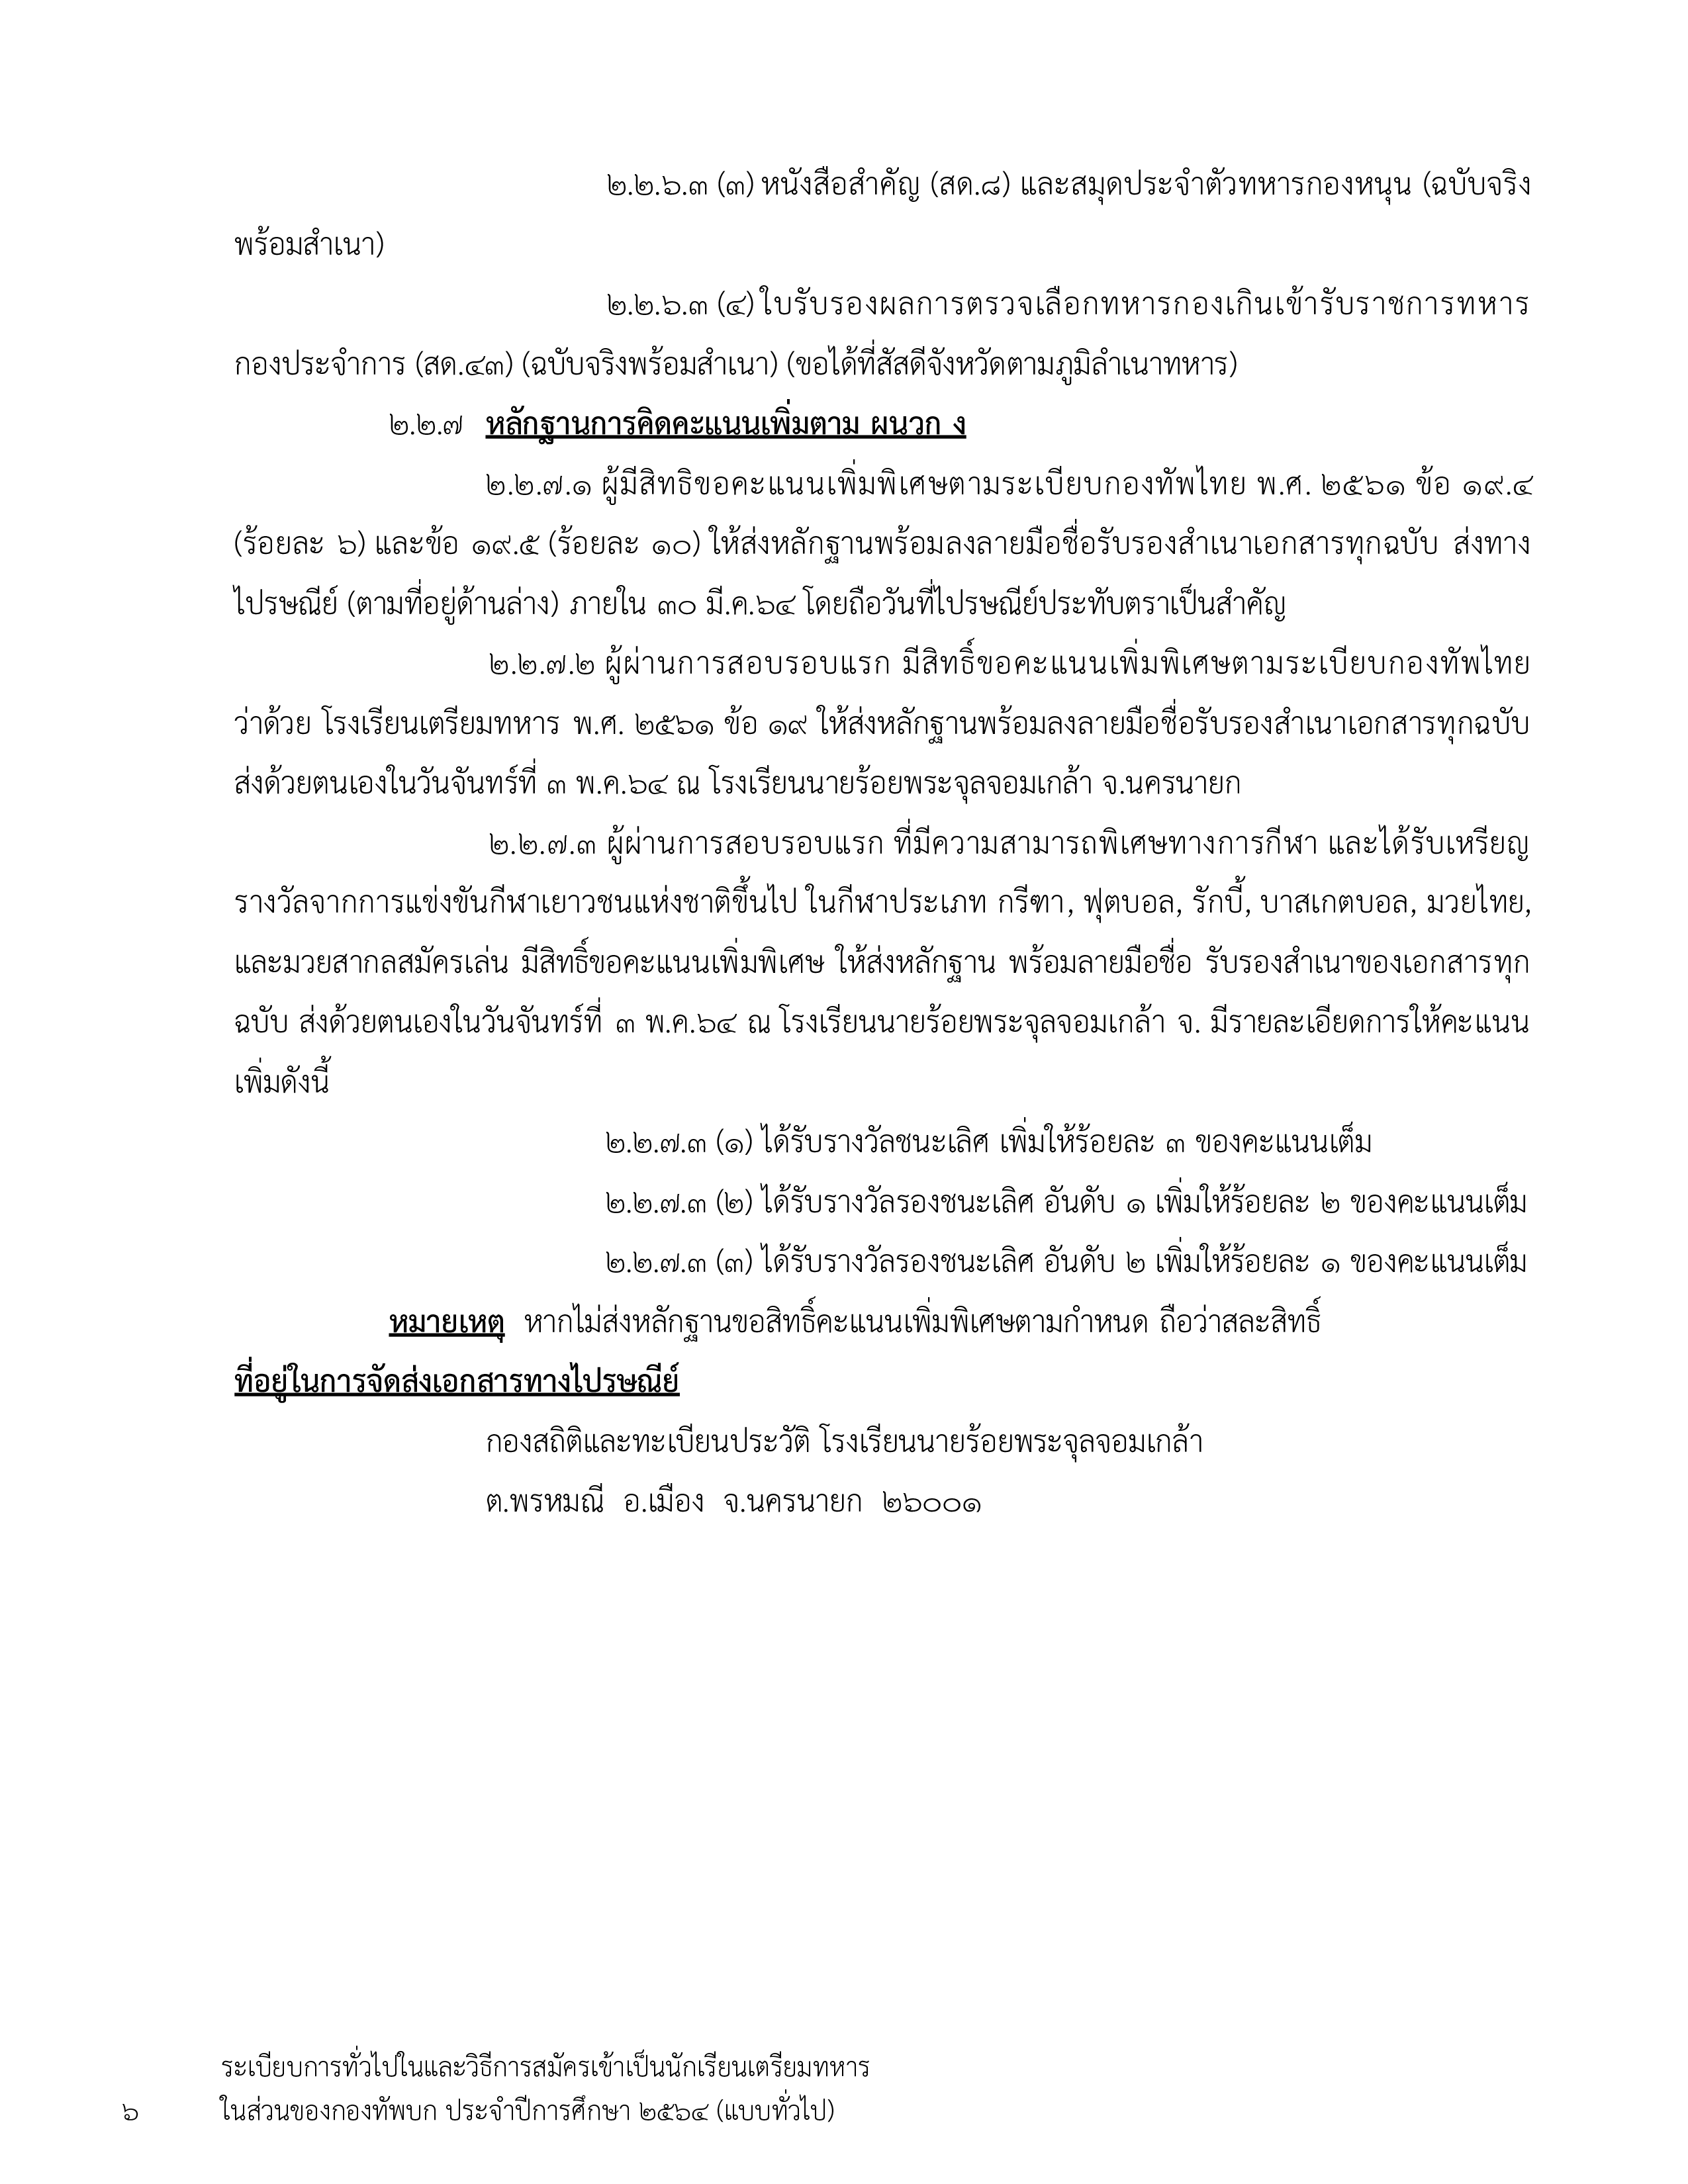 ๒.๒.๖.๓ (๓) หนังสือสำคัญ (สด.๘) และสมุดประจำตัวทหารกองหนุน (ฉบับจริง
พร้อมสำเนา)
๒.๒.๖.๓ (๔) ใบรับรองผลการตรวจเลือกทหารกองเกินเข้ารับราชการทหาร
กองประจำการ (สด.๔๓) (ฉบับจริงพร้อมสำเนา) (ขอได้ที่สัสดีจังหวัดตามภูมิลำเนาทหาร)
๒.๒.๗ หลักฐานการคิดคะแนนเพิ่มตาม ผนวก ง
๒.๒.๗.๑ ผู้มีสิทธิขอคะแนนเพิ่มพิเศษตามระเบียบกองทัพไทย พ.ศ. ๒๕๖๑ ข้อ ๑๙.๔
(ร้อยละ ๖) และข้อ ๑๙.๕ (ร้อยละ ๑๐) ให้ส่งหลักฐานพร้อมลงลายมือชื่อรับรองสำเนาเอกสารทุกฉบับ ส่งทาง
ไปรษณีย์ (ตามที่อยู่ด้านล่าง) ภายใน ๓๐ มี.ค.๖๔ โดยถือวันที่ไปรษณีย์ประทับตราเป็นสำคัญ
๒.๒.๗.๒ ผู้ผ่านการสอบรอบแรก มีสิทธิ์ขอคะแนนเพิ่มพิเศษตามระเบียบกองทัพไทย
ว่าด้วย โรงเรียนเตรียมทหาร พ.ศ. ๒๕๖๑ ข้อ ๑๙ ให้ส่งหลักฐานพร้อมลงลายมือชื่อรับรองสำเนาเอกสารทุกฉบับ
ส่งด้วยตนเองในวันจันทร์ที่ ๓ พ.ค.๖๔ ณ โรงเรียนนายร้อยพระจุลจอมเกล้า จ.นครนายก
๒.๒.๗.๓ ผู้ผ่านการสอบรอบแรก ที่มีความสามารถพิเศษทางการกีฬา และได้รับเหรียญ
รางวัลจากการแข่งขันกีฬาเยาวชนแห่งชาติขึ้นไป ในกีฬาประเภท กรีฑา, ฟุตบอล, รักบี้, บาสเกตบอล, มวยไทย,
และมวยสากลสมัครเล่น มีสิทธิ์ขอคะแนนเพิ่มพิเศษ ให้ส่งหลักฐาน พร้อมลายมือชื่อ รับรองสำเนาของเอกสารทุก
ฉบับ ส่งด้วยตนเองในวันจันทร์ที่ ๓ พ.ค.๖๔ ณ โรงเรียนนายร้อยพระจุลจอมเกล้า จ. มีรายละเอียดการให้คะแนน
เพิ่มดังนี้
๒.๒.๗.๓ (๑) ได้รับรางวัลชนะเลิศ เพิ่มให้ร้อยละ ๓ ของคะแนนเต็ม
๒.๒.๗.๓ (๒) ได้รับรางวัลรองชนะเลิศ อันดับ ๑ เพิ่มให้ร้อยละ ๒ ของคะแนนเต็ม
๒.๒.๗.๓ (๓) ได้รับรางวัลรองชนะเลิศ อันดับ ๒ เพิ่มให้ร้อยละ ๑ ของคะแนนเต็ม
หมายเหตุ หากไม่ส่งหลักฐานขอสิทธิ์คะแนนเพิ่มพิเศษตามกำหนด ถือว่าสละสิทธิ์
ที่อยู่ในการจัดส่งเอกสารทางไปรษณีย์
กองสถิติและทะเบียนประวัติ โรงเรียนนายร้อยพระจุลจอมเกล้า
ต.พรหมณี อ.เมือง จ.นครนายก ๒๖๐๐๑
ระเบียบการทั่วไปในและวิธีการสมัครเข้าเป็นนักเรียนเตรียมทหาร
๖ ในส่วนของกองทัพบก ประจำปีการศึกษา ๒๕๖๔ (แบบทั่วไป)